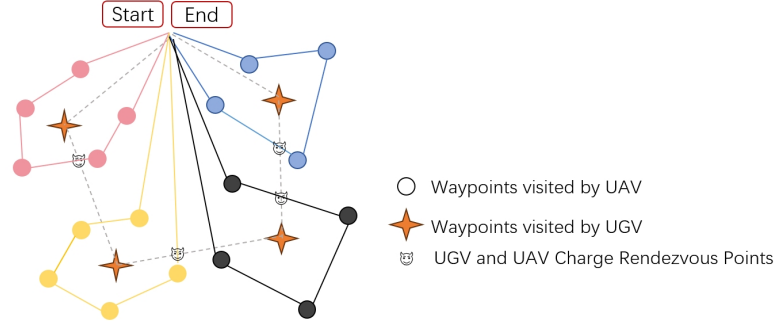 Start
End
Waypoints visited by UAV
Waypoints visited by UGV
UGV and UAV Charge Rendezvous Points